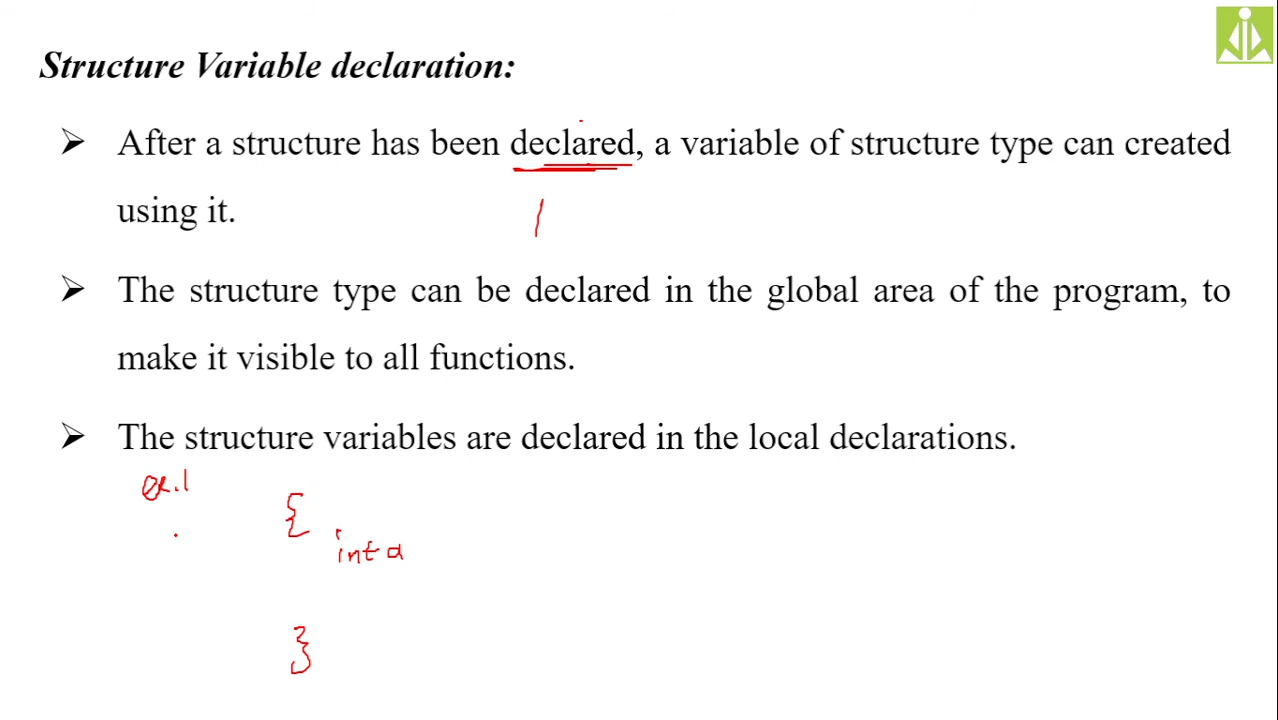 Structure Variable declaration:
➢ After a structure has been declared, a variable of structure type can created
using it.
➢ The structure type can be declared in the global area of the program, to
make it visible to all functions.
➢ The structure variables are declared in the local declarations.
{
int a
}